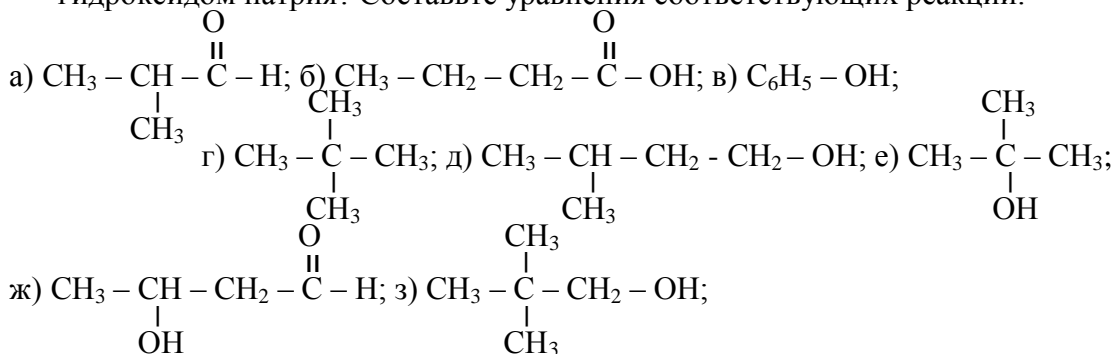 гидроксидом натрия? Составьте уравнения соответствующих реакций.
O O
а) CH₃ – CH – C – H; б) CH₃ – CH₂ – CH₂ – C – OH; в) C₆H₅ – OH;
CH₃ CH₃ CH₃
г) CH₃ – C – CH₃; д) CH₃ – CH – CH₂ - CH₂ – OH; е) CH₃ – C – CH₃;
CH₃ CH₃ OH
O CH₃
ж) CH₃ – CH – CH₂ – C – H; з) CH₃ – C – CH₂ – OH;
OH CH₃